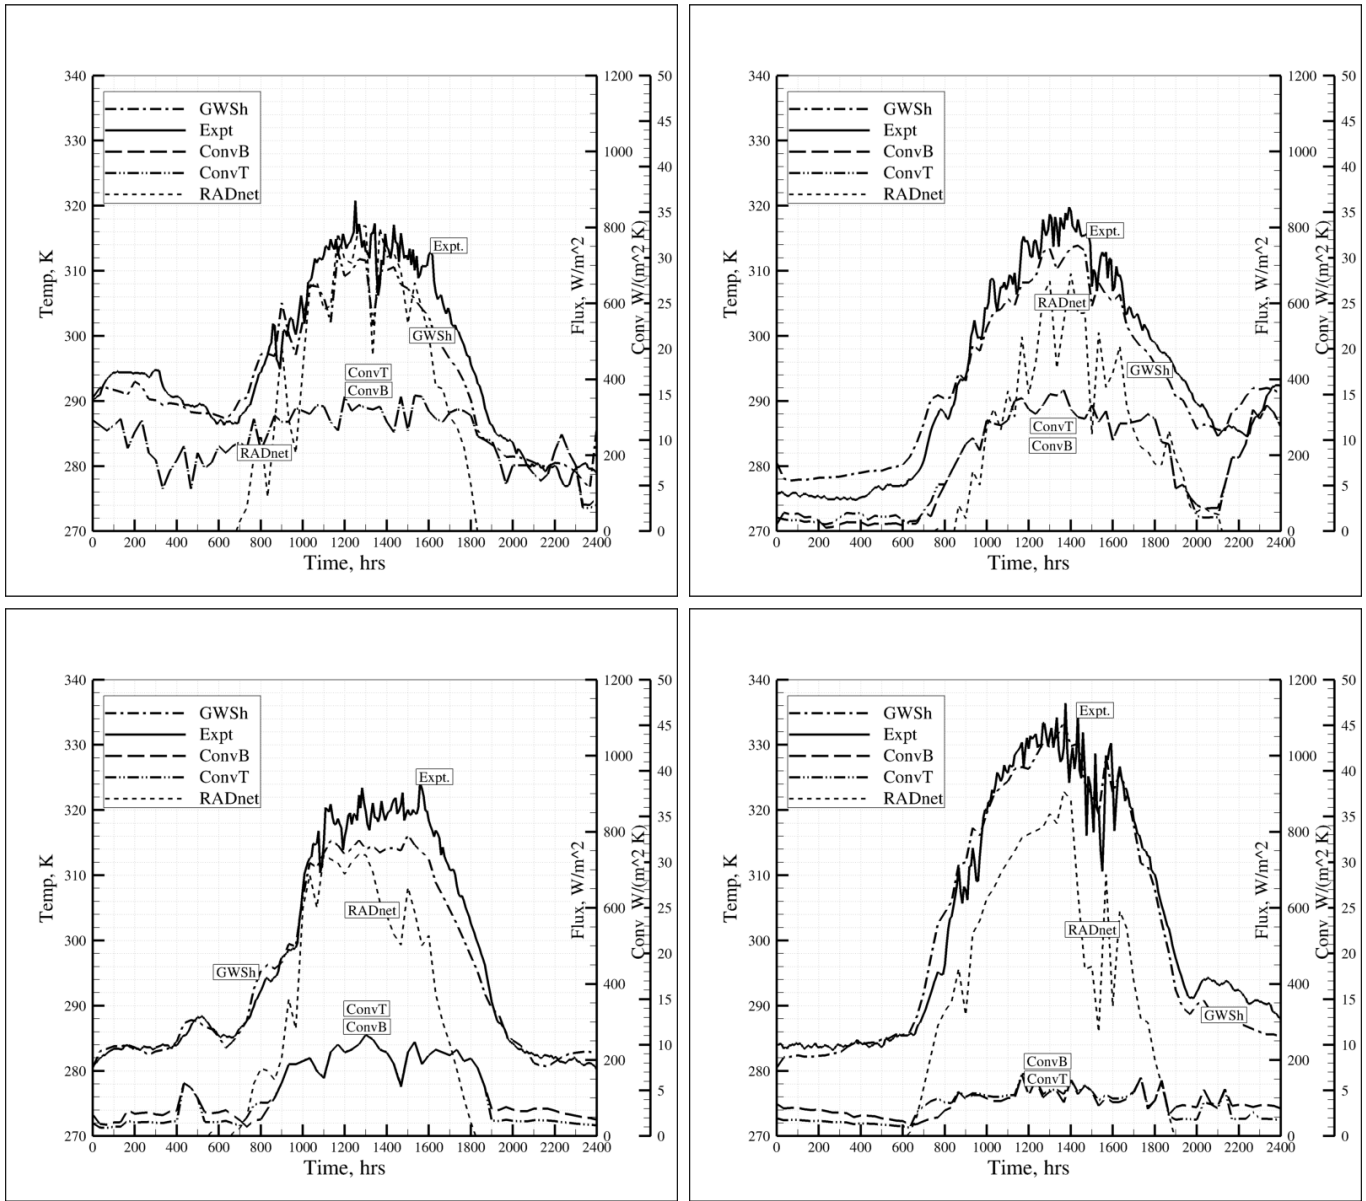 340
330
320
310
300
290
280
270
Temp, K
GWSh
Expt
ConvB
ConvT
RADnet
Expt.
GWSh
ConvT
ConvB
RADnet
1200
1000
800
600
400
200
0
Flux, W/m^2
50
45
40
35
30
25
20
15
10
5
0
Conv W/(m^2 K)
0 200 400 600 800 1000 1200 1400 1600 1800 2000 2200 2400
Time, hrs
340
330
320
310
300
290
280
270
Temp, K
GWSh
Expt
ConvB
ConvT
RADnet
Expt.
RADnet
GWSh
ConvT
ConvB
1200
1000
800
600
400
200
0
Flux, W/m^2
50
45
40
35
30
25
20
15
10
5
0
Conv W/(m^2 K)
0 200 400 600 800 1000 1200 1400 1600 1800 2000 2200 2400
Time, hrs
340
330
320
310
300
290
280
270
Temp, K
GWSh
Expt
ConvB
ConvT
RADnet
Expt.
RADnet
GWSh
ConvT
ConvB
1200
1000
800
600
400
200
0
Flux, W/m^2
50
45
40
35
30
25
20
15
10
5
0
Conv W/(m^2 K)
0 200 400 600 800 1000 1200 1400 1600 1800 2000 2200 2400
Time, hrs
340
330
320
310
300
290
280
270
Temp, K
GWSh
Expt
ConvB
ConvT
RADnet
Expt.
RADnet
GWSh
ConvB
ConvT
1200
1000
800
600
400
200
0
Flux, W/m^2
50
45
40
35
30
25
20
15
10
5
0
Conv W/(m^2 K)
0 200 400 600 800 1000 1200 1400 1600 1800 2000 2200 2400
Time, hrs